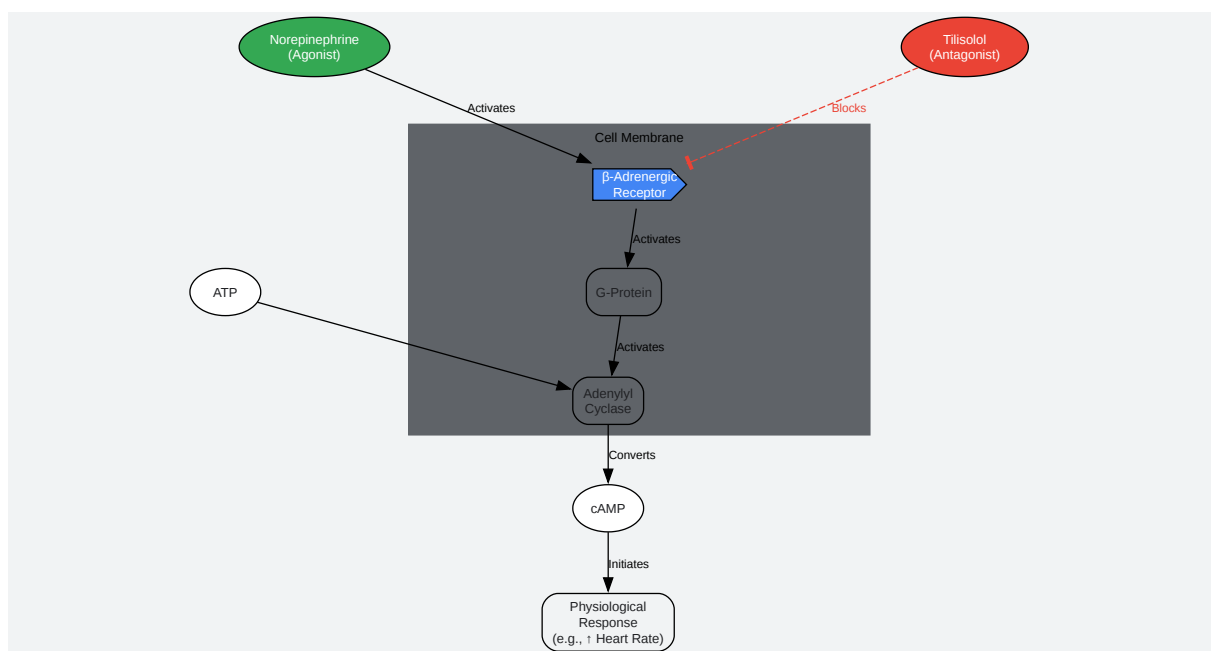 Norepinephrine
(Agonist)
Tilisolol
(Antagonist)
Activates
Blocks
Cell Membrane
β-Adrenergic
Receptor
Activates
ATP
G-Protein
Activates
Adenylyl
Cyclase
Converts
cAMP
Initiates
Physiological
Response
(e.g., ↑ Heart Rate)